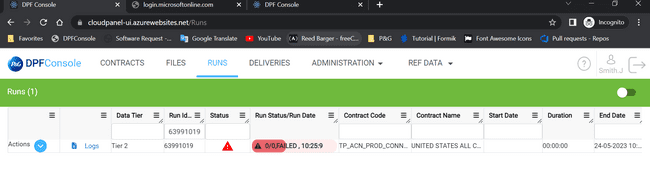 DPF Console
login.microsoftonline.com
DPF Console
cloudpanel-ui.azurewebsites.net/Runs
Incognito
Favorites
DPFConsole
Software Request -...
Google Translate
YouTube
Reed Barger - freeC...
P&G
Tutorial | Formik
Font Awesome Icons
Pull requests - Repos
P&G DPFConsole CONTRACTS FILES RUNS DELIVERIES ADMINISTRATION REF DATA
Smith.J
Runs (1)
Data Tier Run Id... Status Run Status/Run Date Contract Code Contract Name Start Date Duration End Date
63991019
Actions Logs Tier 2 63991019 0/0,FAILED , 10:25:9 TP_ACN_PROD_CONN... UNITED STATES ALL C... 00:00:00 24-05-2023 10:...